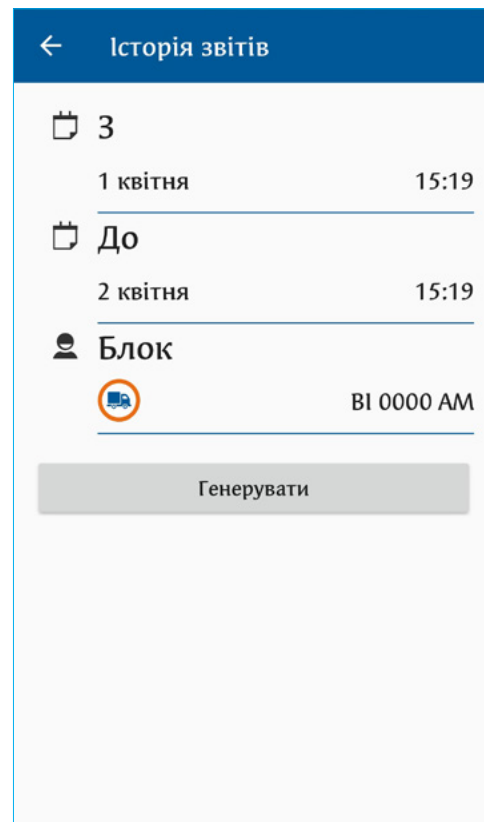 Історія звітів
З
1 квітня 15:19
До
2 квітня 15:19
Блок
BI 0000 AM
Генерувати